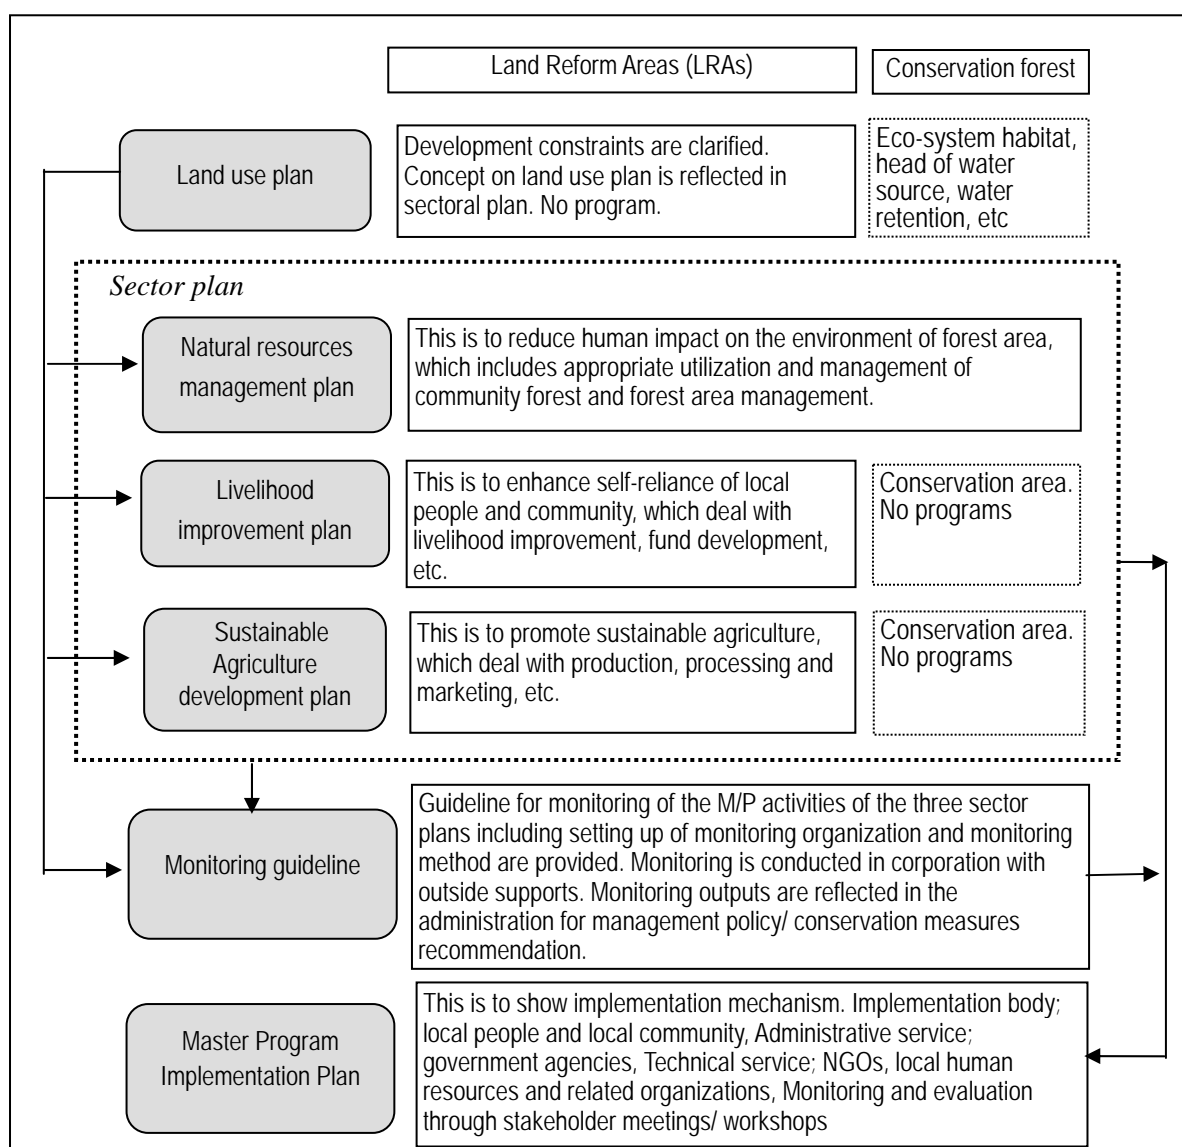 Land Reform Areas (LRAs)
Conservation forest
Land use plan
Development constraints are clarified.
Concept on land use plan is reflected in
sectoral plan. No program.
Eco-system habitat,
head of water
source, water
retention, etc
Sector plan
Natural resources
management plan
This is to reduce human impact on the environment of forest area,
which includes appropriate utilization and management of
community forest and forest area management.
Livelihood
improvement plan
This is to enhance self-reliance of local
people and community, which deal with
livelihood improvement, fund development,
etc.
Conservation area.
No programs
Sustainable
Agriculture
development plan
This is to promote sustainable agriculture,
which deal with production, processing and
marketing, etc.
Conservation area.
No programs
Monitoring guideline
Guideline for monitoring of the M/P activities of the three sector
plans including setting up of monitoring organization and monitoring
method are provided. Monitoring is conducted in corporation with
outside supports. Monitoring outputs are reflected in the
administration for management policy/ conservation measures
recommendation.
Master Program
Implementation Plan
This is to show implementation mechanism. Implementation body;
local people and local community, Administrative service;
government agencies, Technical service; NGOs, local human
resources and related organizations, Monitoring and evaluation
through stakeholder meetings/ workshops